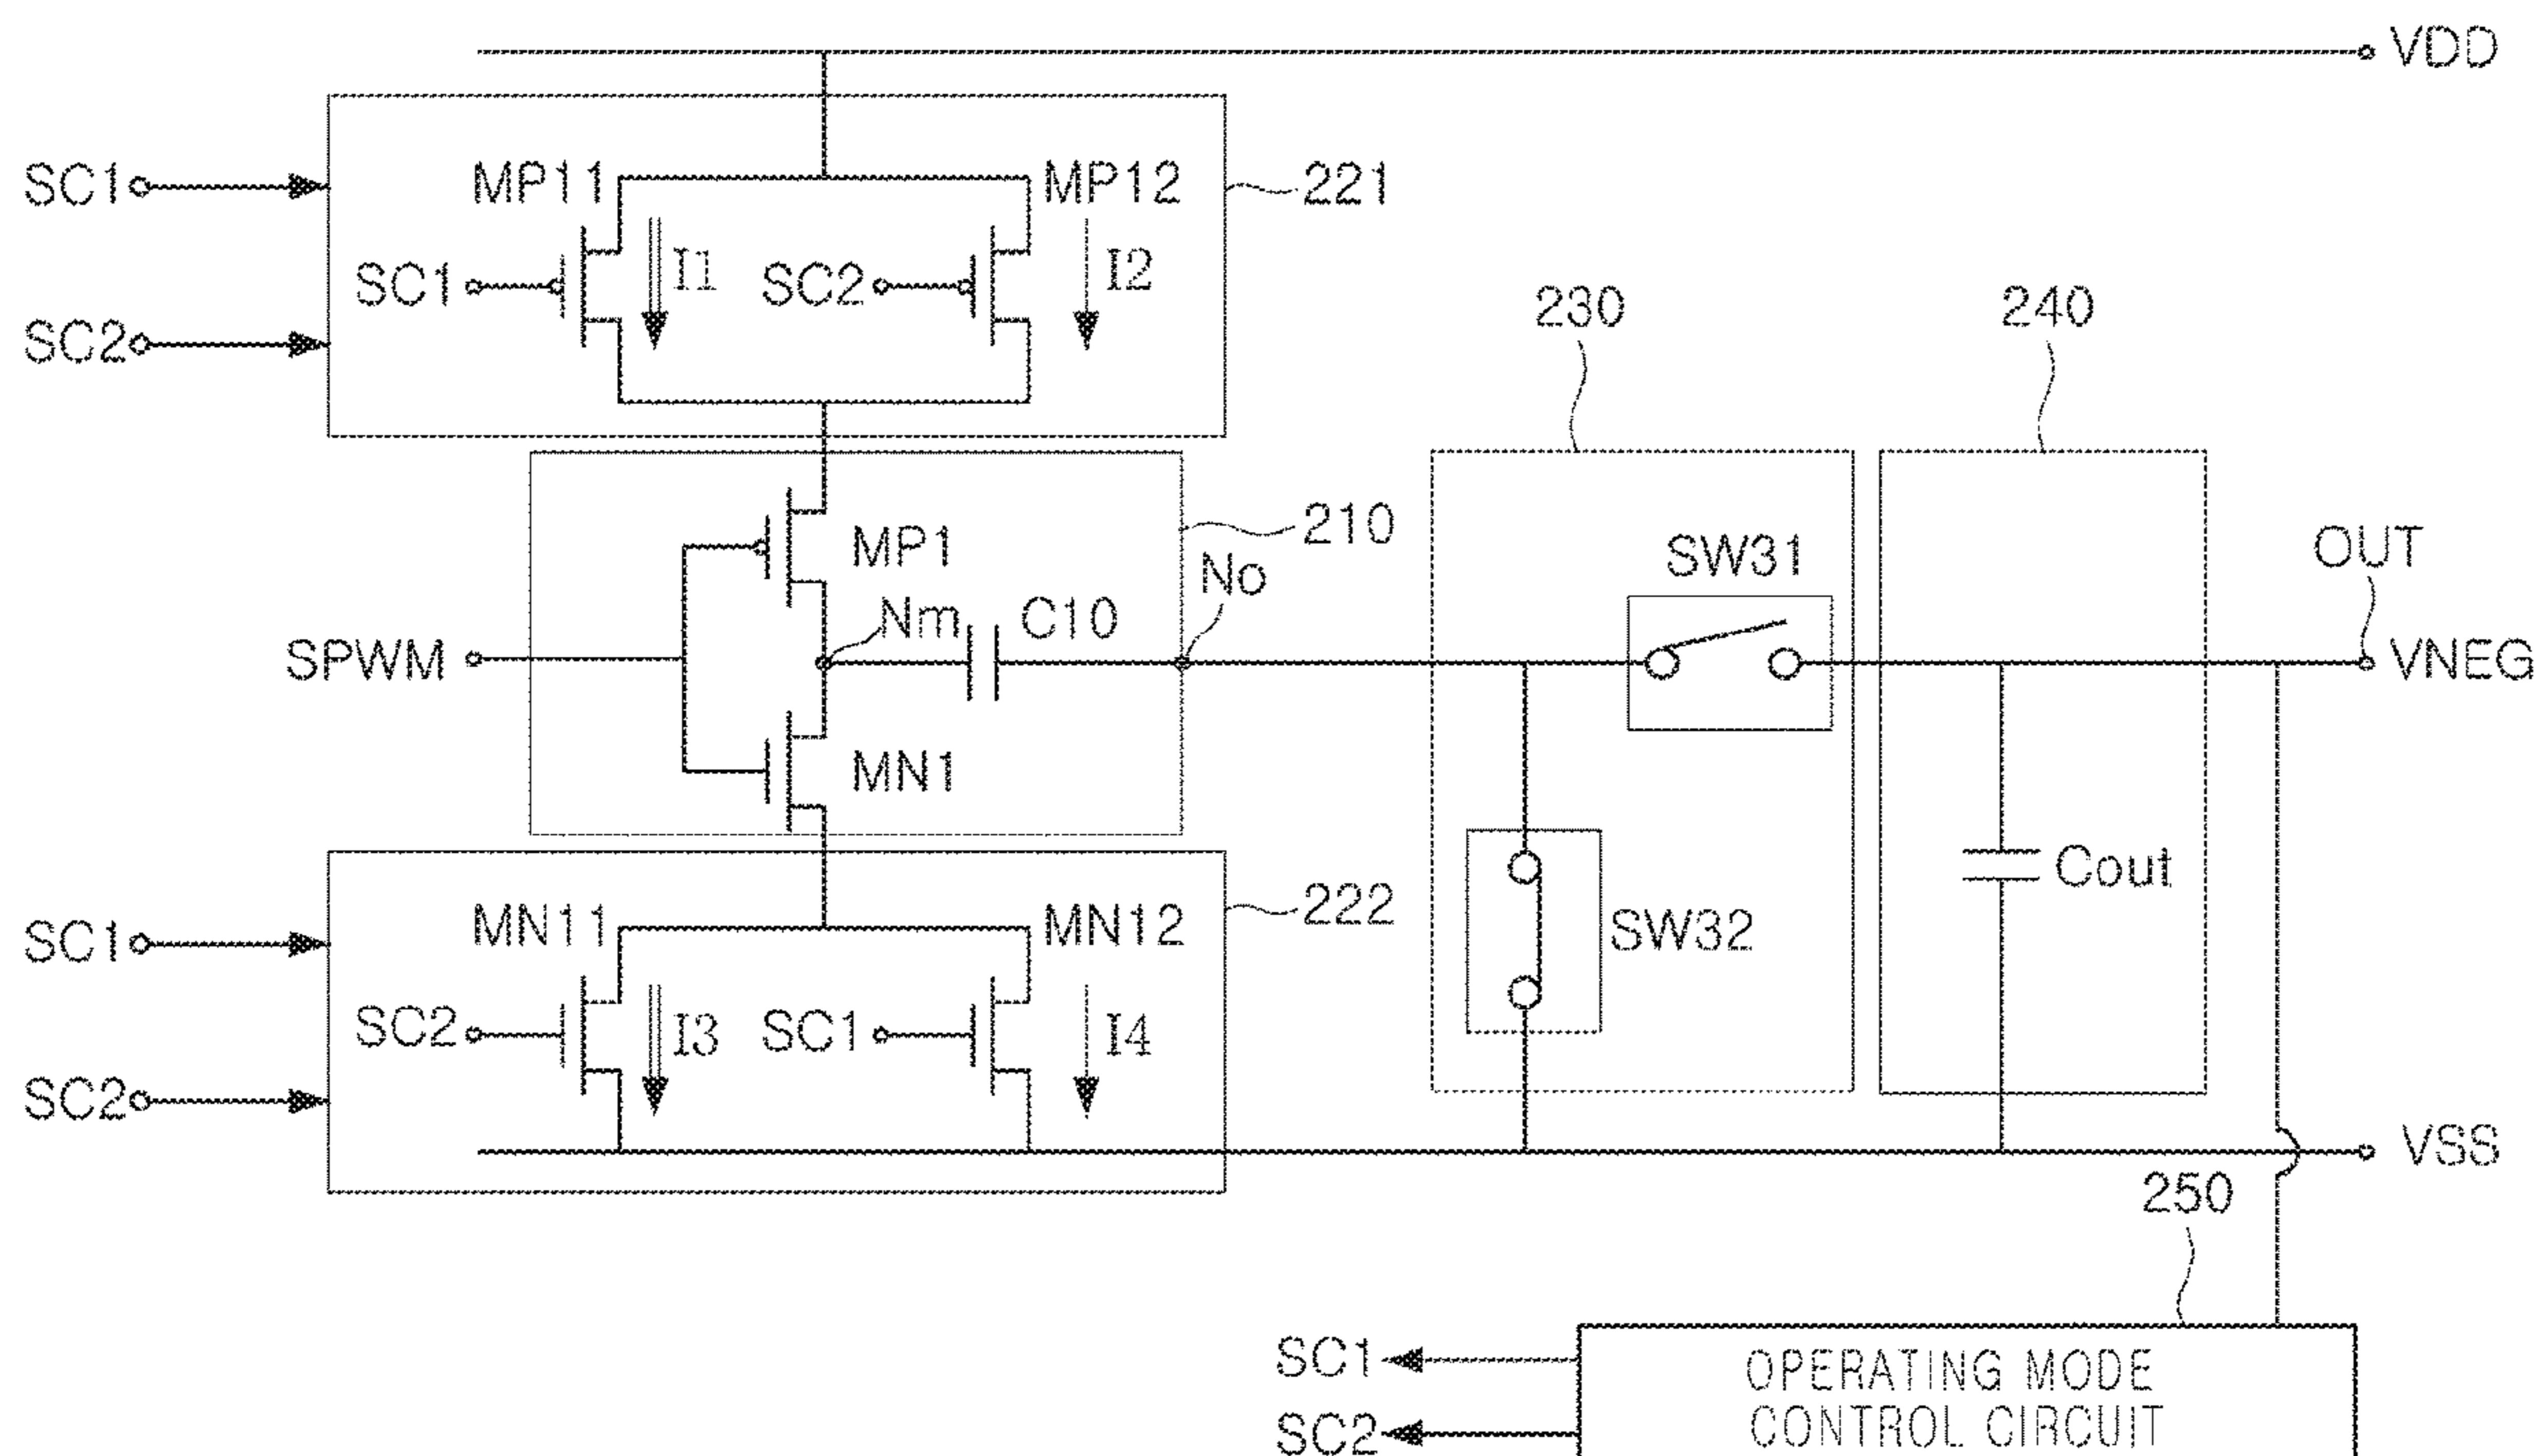 VDD
SC1
MP11
MP12
221
SC1
I1
SC2
I2
SC2
230
240
210
MP1
No
SW31
OUT
Nm
C10
SPWM
VNEG
MN1
Cout
SC1
MN11
MN12
222
SW32
SC2
I3
SC1
I4
SC2
VSS
250
SC1
OPERATING MODE
SC2
CONTROL CIRCUIT